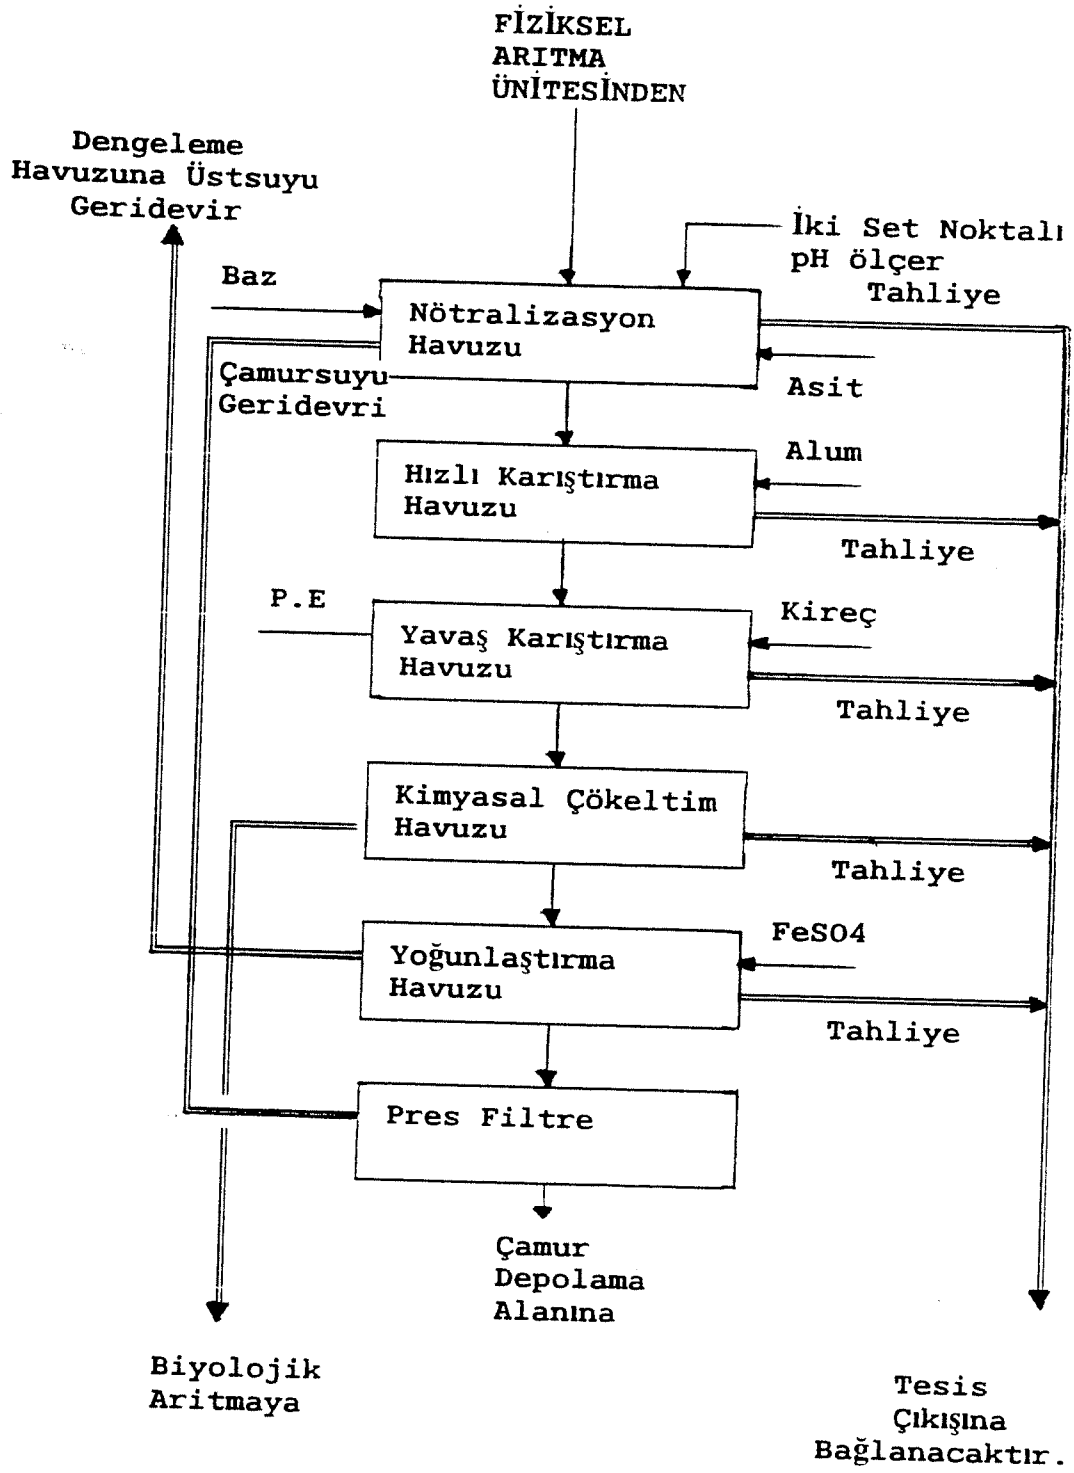 FİZİKSEL
ARITMA
ÜNİTESİNDEN
Dengeleme
Havuzuna Üstsuyu
Geridevir
İki Set Noktalı
pH ölçer
Tahliye
Baz
Nötralizasyon
Havuzu
Çamursuyu
Geridevri
Asit
Hızlı Karıştırma
Havuzu
Alum
Tahliye
P.E
Yavaş Karıştırma
Havuzu
Kireç
Tahliye
Kimyasal Çökeltim
Havuzu
Tahliye
Yoğunlaştırma
Havuzu
FeSO4
Tahliye
Pres Filtre
Çamur
Depolama
Alanına
Biyolojik
Aritmaya
Tesis
Çıkışına
Bağlanacaktır.